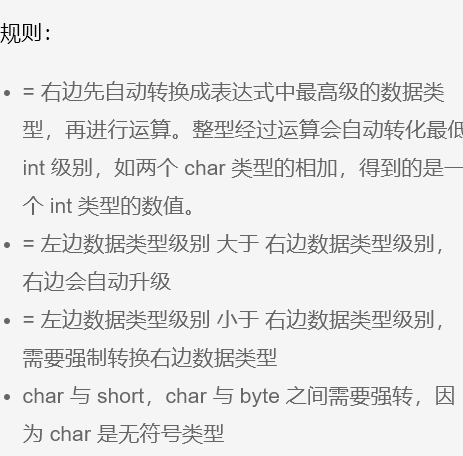 规则：
• = 右边先自动转换成表达式中最高级的数据类
型，再进行运算。整型经过运算会自动转化最低
int 级别，如两个 char 类型的相加，得到的是一
个 int 类型的数值。
• = 左边数据类型级别 大于 右边数据类型级别，
右边会自动升级
• = 左边数据类型级别 小于 右边数据类型级别，
需要强制转换右边数据类型
• char 与 short，char 与 byte 之间需要强转，因
为 char 是无符号类型